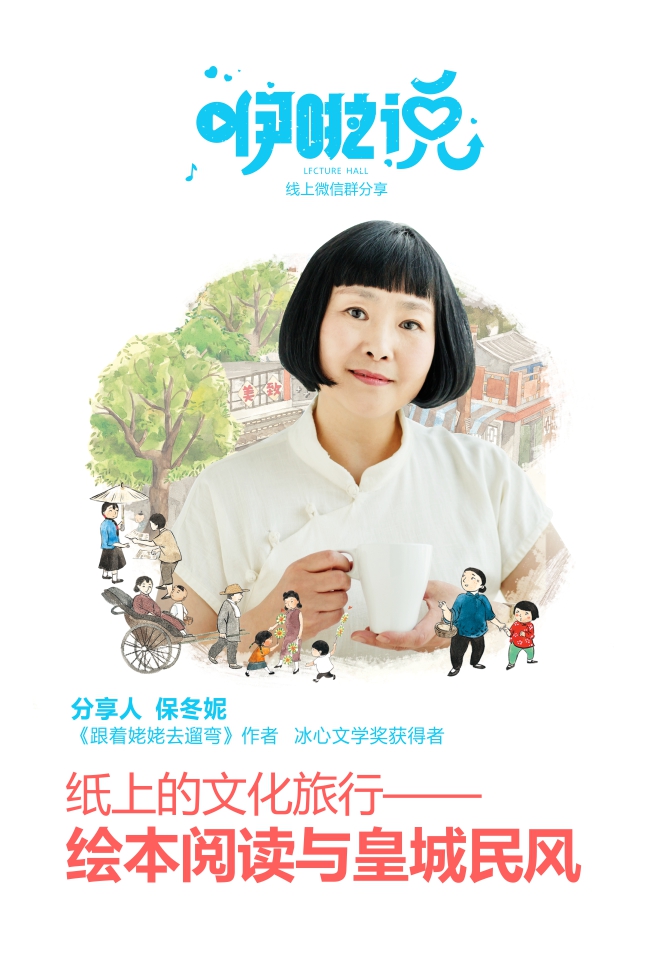 咿啦说
LECTURE HALL
线上微信群分享
美致
分享人 保冬妮
《跟着姥姥去遛弯》作者 冰心文学奖获得者
纸上的文化旅行——
绘本阅读与皇城民风